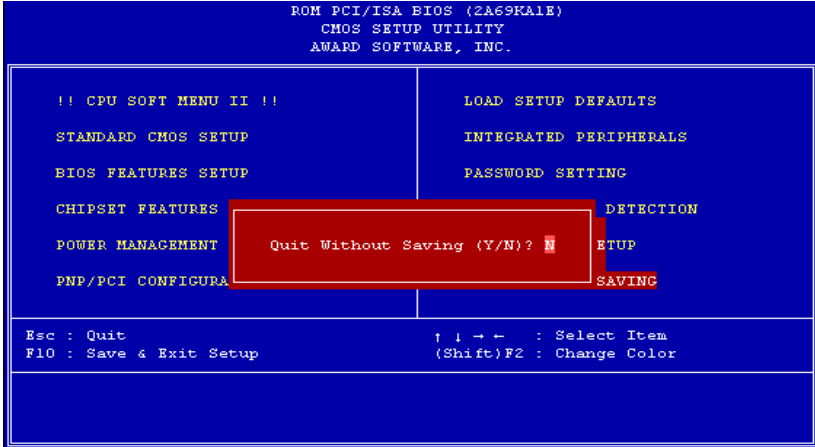 ROM PCI/ISA BIOS (2A69KA1E)
CMOS SETUP UTILITY
AWARD SOFTWARE, INC.
!! CPU SOFT MENU II !!
STANDARD CMOS SETUP
BIOS FEATURES SETUP
CHIPSET FEATURES
POWER MANAGEMENT
PNP/PCI CONFIGURA
LOAD SETUP DEFAULTS
INTEGRATED PERIPHERALS
PASSWORD SETTING
DETECTION
ETUP
SAVING
Quit Without Saving (Y/N)? N
Esc : Quit
F10 : Save & Exit Setup
↑ ↓ → ← : Select Item
(Shift)F2 : Change Color